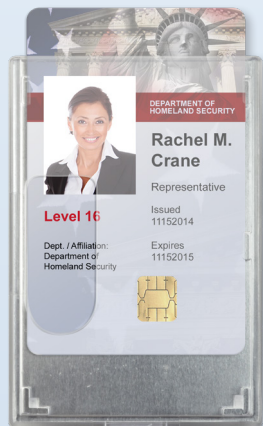 DEPARTMENT OF
HOMELAND SECURITY
Rachel M.
Crane
Representative
Level 16
Issued
11152014
Dept. / Affiliation:
Department of
Homeland Security
Expires
11152015